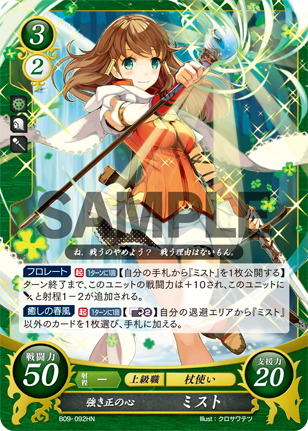 3
2
SAMPLE
ね、戦うのやめよう？ 戦う理由はないもん。
フロレート 起 1ターンに1回 【自分の手札から『ミスト』を1枚公開する】
ターン終了まで、このユニットの戦闘力は+10され、このユニットに
と射程1-2が追加される。
癒しの春風 起 1ターンに1回 【2】自分の退避エリアから『ミスト』
以外のカードを1枚選び、手札に加える。
戦闘力
50
射程 一
上級職
杖使い
支援力
20
強き正の心 ミスト
B09-092HN
Illust：クロサワテツ